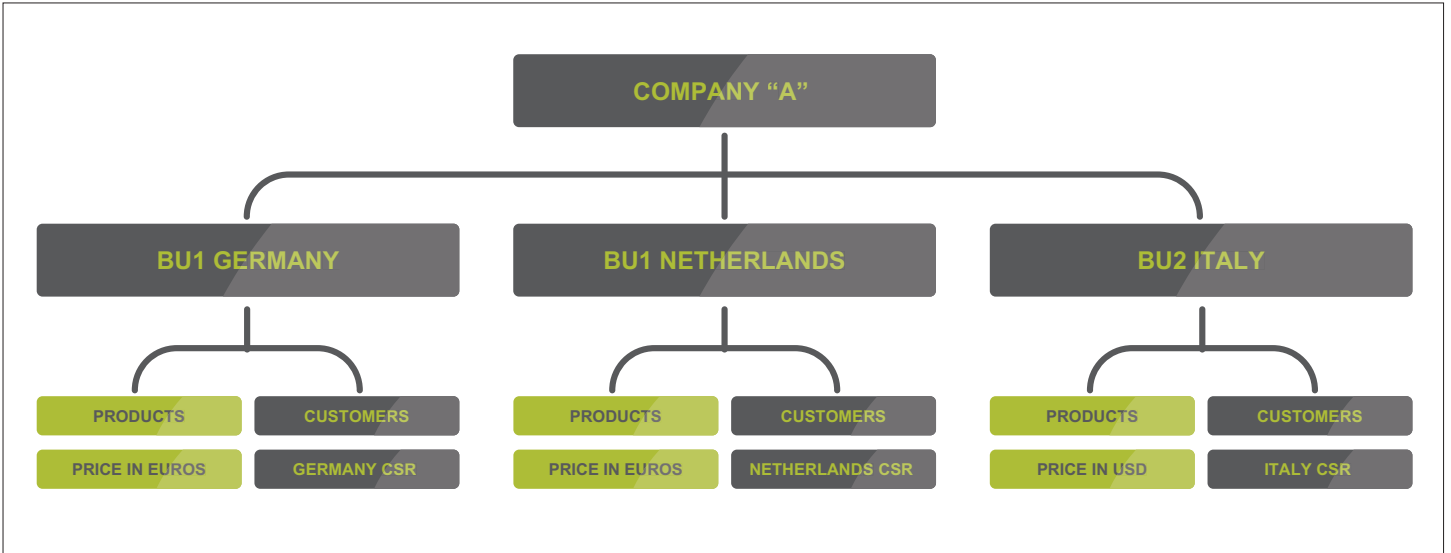 COMPANY “A”
BU1 GERMANY
BU1 NETHERLANDS
BU2 ITALY
PRODUCTS
CUSTOMERS
PRICE IN EUROS
GERMANY CSR
PRODUCTS
CUSTOMERS
PRICE IN EUROS
NETHERLANDS CSR
PRODUCTS
CUSTOMERS
PRICE IN USD
ITALY CSR